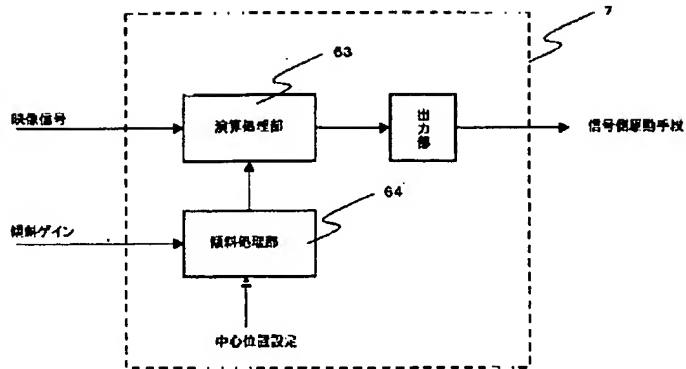 7
63
映像信号
演算処理部
出力部
信号側駆動手段
64
傾斜ゲイン
傾斜処理部
中心位置設定